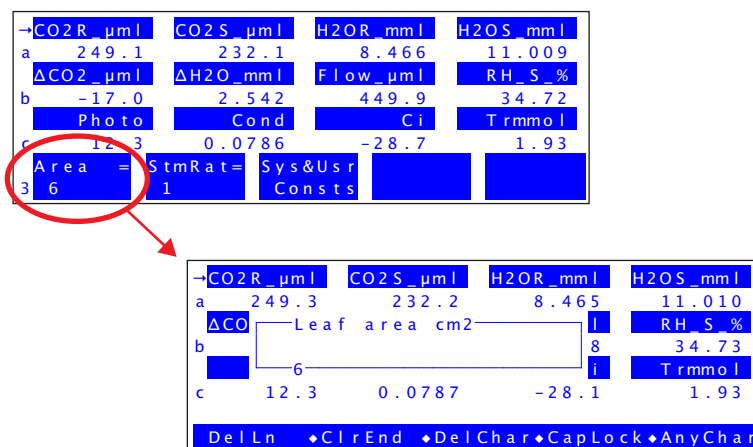 →CO2R_µml CO2S_µml H2OR_mml H2OS_mml
a 249.1 232.1 8.466 11.009
ΔCO2_µml ΔH2O_mml Flow_µml RH_S_%
b -17.0 2.542 449.9 34.72
Photo Cond Ci Trmmol
c 12.3 0.0786 -28.7 1.93
Area = StmRat= Sys&Usr
3 6 1 Consts
→CO2R_µml CO2S_µml H2OR_mml H2OS_mml
a 249.3 232.2 8.465 11.010
ΔCO Leaf area cm2 l RH_S_%
b 8 34.73
6 i Trmmol
c 12.3 0.0787 -28.1 1.93
DelLn ◆ClrEnd ◆DelChar◆CapLock◆AnyChar